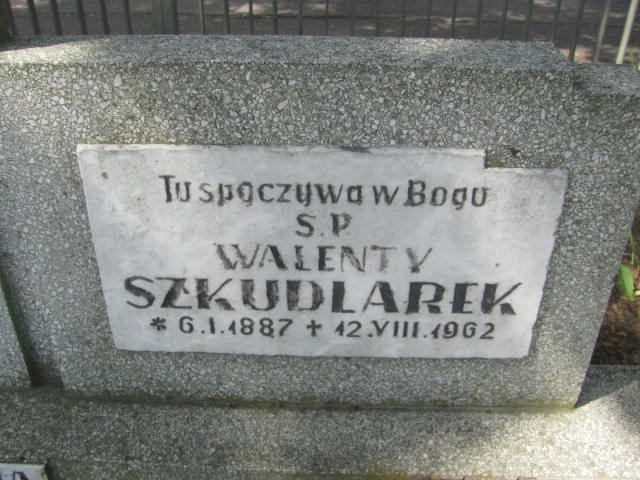 Tu spoczywa w Bogu
S.P.
WALENTY
SZKUDLAREK
* 6.I.1887 + 12.VIII.1962